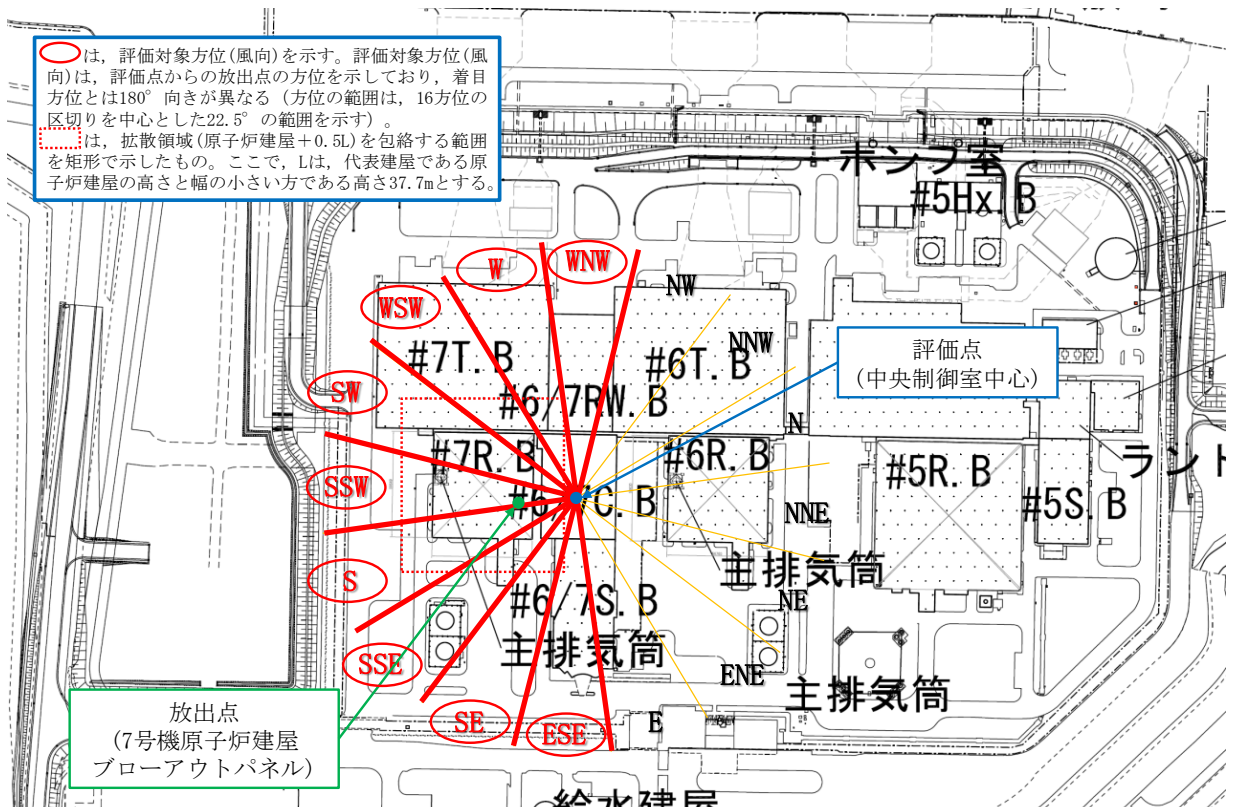 は，評価対象方位(風向)を示す。評価対象方位(風
向)は，評価点からの放出点の方位を示しており，着目
方位とは180°向きが異なる（方位の範囲は，16方位の
区切りを中心とした22.5°の範囲を示す）。
は，拡散領域(原子炉建屋＋0.5L)を包絡する範囲
を矩形で示したもの。ここで，Lは，代表建屋である原
子炉建屋の高さと幅の小さい方である高さ37.7mとする。
ポンプ室
#5Hx. B
W
WNW
NW
WSW
NNW
#7T. B
#6T. B
評価点
(中央制御室中心)
SW
#6/7RW. B
N
#7R. B
#6R. B
#5R. B
ランド
SSW
#6/7C. B
NNE
#5S. B
主排気筒
S
#6/7S. B
NE
主排気筒
SSE
ENE
主排気筒
放出点
(7号機原子炉建屋
ブローアウトパネル)
SE
ESE
E
給水建屋